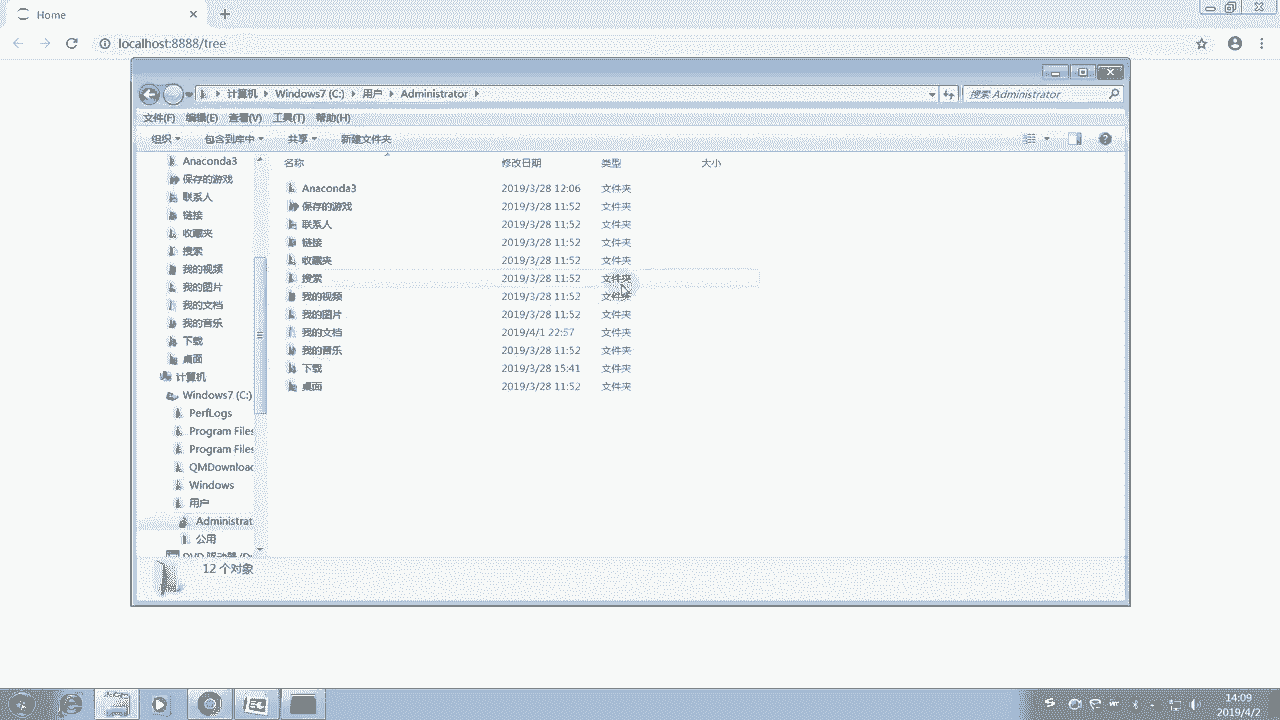 Home
localhost:8888/tree
计算机 Windows7 (C:) 用户 Administrator
搜索 Administrator
文件(F) 编辑(E) 查看(V) 工具(T) 帮助(H)
组织 包含到库中 共享 新建文件夹
名称 修改日期 类型 大小
Anaconda3
保存的游戏
联系人
链接
收藏夹
搜索
我的视频
我的图片
我的文档
我的音乐
下载
桌面
计算机
Windows7 (C:)
PerfLogs
Program Files
Program Files
QMDownload
Windows
用户
Administrat
公用
Anaconda3 2019/3/28 12:06 文件夹
保存的游戏 2019/3/28 11:52 文件夹
联系人 2019/3/28 11:52 文件夹
链接 2019/3/28 11:52 文件夹
收藏夹 2019/3/28 11:52 文件夹
搜索 2019/3/28 11:52 文件夹
我的视频 2019/3/28 11:52 文件夹
我的图片 2019/3/28 11:52 文件夹
我的文档 2019/4/1 22:57 文件夹
我的音乐 2019/3/28 11:52 文件夹
下载 2019/3/28 15:41 文件夹
桌面 2019/3/28 11:52 文件夹
12 个对象
14:09
2019/4/2